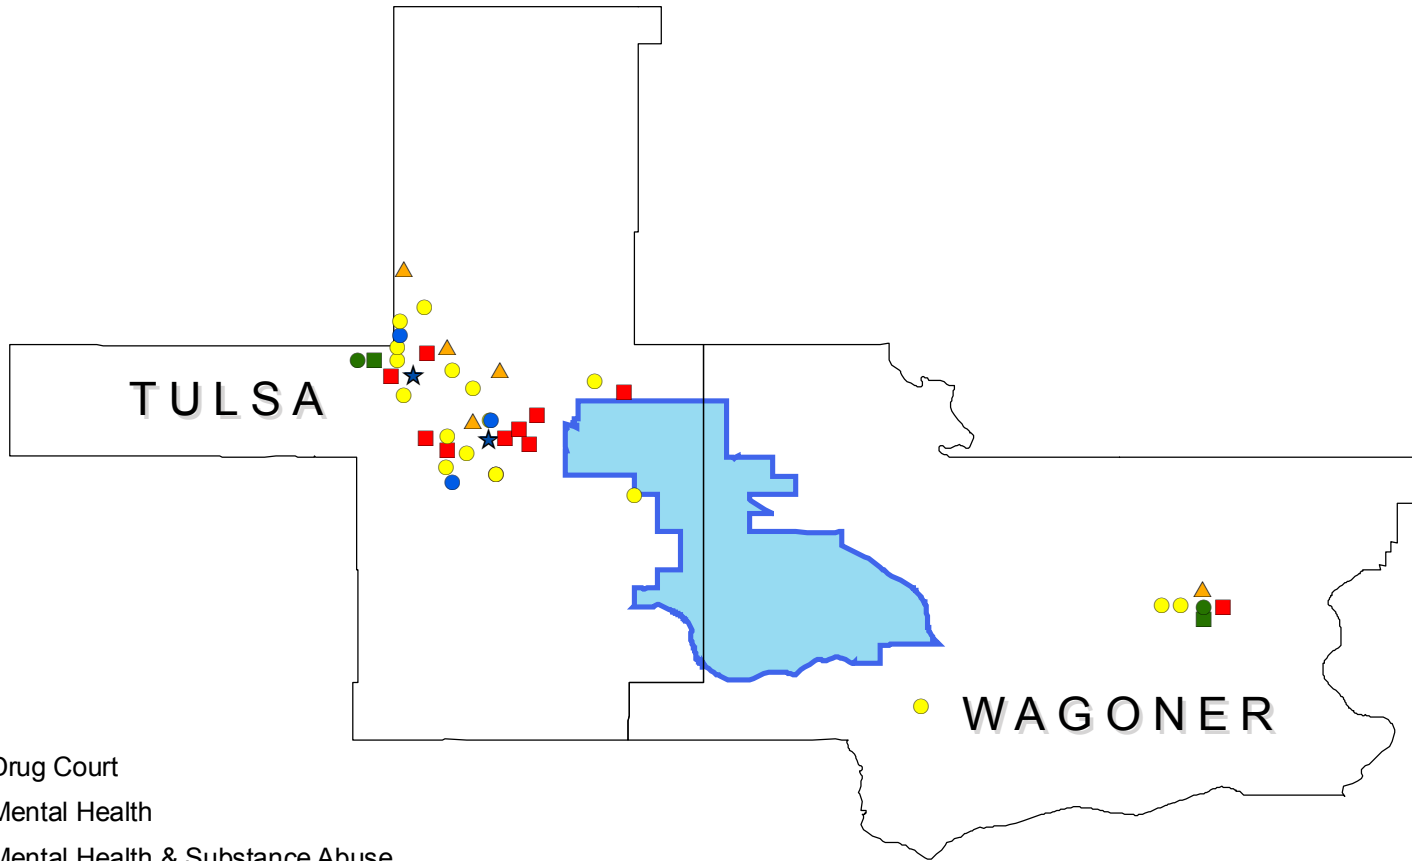 TULSA
WAGONER
Drug Court
Mental Health
Mental Health & Substance Abuse